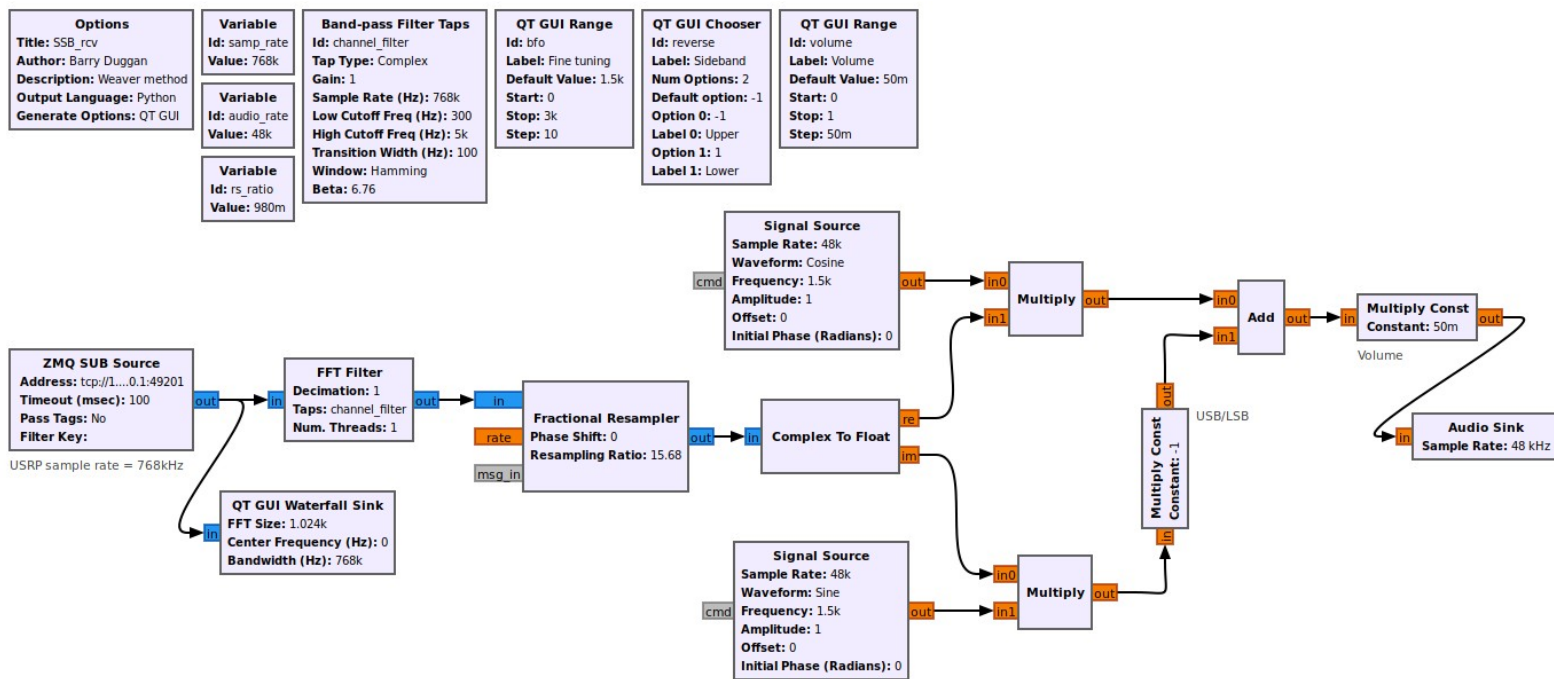 Options
Title: SSB_rcv
Author: Barry Duggan
Description: Weaver method
Output Language: Python
Generate Options: QT GUI
Variable
Id: samp_rate
Value: 768k
Variable
Id: audio_rate
Value: 48k
Variable
Id: rs_ratio
Value: 980m
Band-pass Filter Taps
Id: channel_filter
Tap Type: Complex
Gain: 1
Sample Rate (Hz): 768k
Low Cutoff Freq (Hz): 300
High Cutoff Freq (Hz): 5k
Transition Width (Hz): 100
Window: Hamming
Beta: 6.76
QT GUI Range
Id: bfo
Label: Fine tuning
Default Value: 1.5k
Start: 0
Stop: 3k
Step: 10
QT GUI Chooser
Id: reverse
Label: Sideband
Num Options: 2
Default option: -1
Option 0: -1
Label 0: Upper
Option 1: 1
Label 1: Lower
QT GUI Range
Id: volume
Label: Volume
Default Value: 50m
Start: 0
Stop: 1
Step: 50m
Signal Source
Sample Rate: 48k
Waveform: Cosine
Frequency: 1.5k
Amplitude: 1
Offset: 0
Initial Phase (Radians): 0
cmd
out
in0
in1
Multiply
out
in0
in1
Add
out
in
Multiply Const
Constant: 50m
out
Volume
ZMQ SUB Source
Address: tcp://1....0.1:49201
Timeout (msec): 100
Pass Tags: No
Filter Key:
out
USRP sample rate = 768kHz
in
FFT Filter
Decimation: 1
Taps: channel_filter
Num. Threads: 1
out
in
rate
msg_in
Fractional Resampler
Phase Shift: 0
Resampling Ratio: 15.68
out
in
Complex To Float
re
im
out
Multiply Const
Constant: -1
in
USB/LSB
in
Audio Sink
Sample Rate: 48 kHz
in
QT GUI Waterfall Sink
FFT Size: 1.024k
Center Frequency (Hz): 0
Bandwidth (Hz): 768k
Signal Source
Sample Rate: 48k
Waveform: Sine
Frequency: 1.5k
Amplitude: 1
Offset: 0
Initial Phase (Radians): 0
cmd
out
in0
in1
Multiply
out